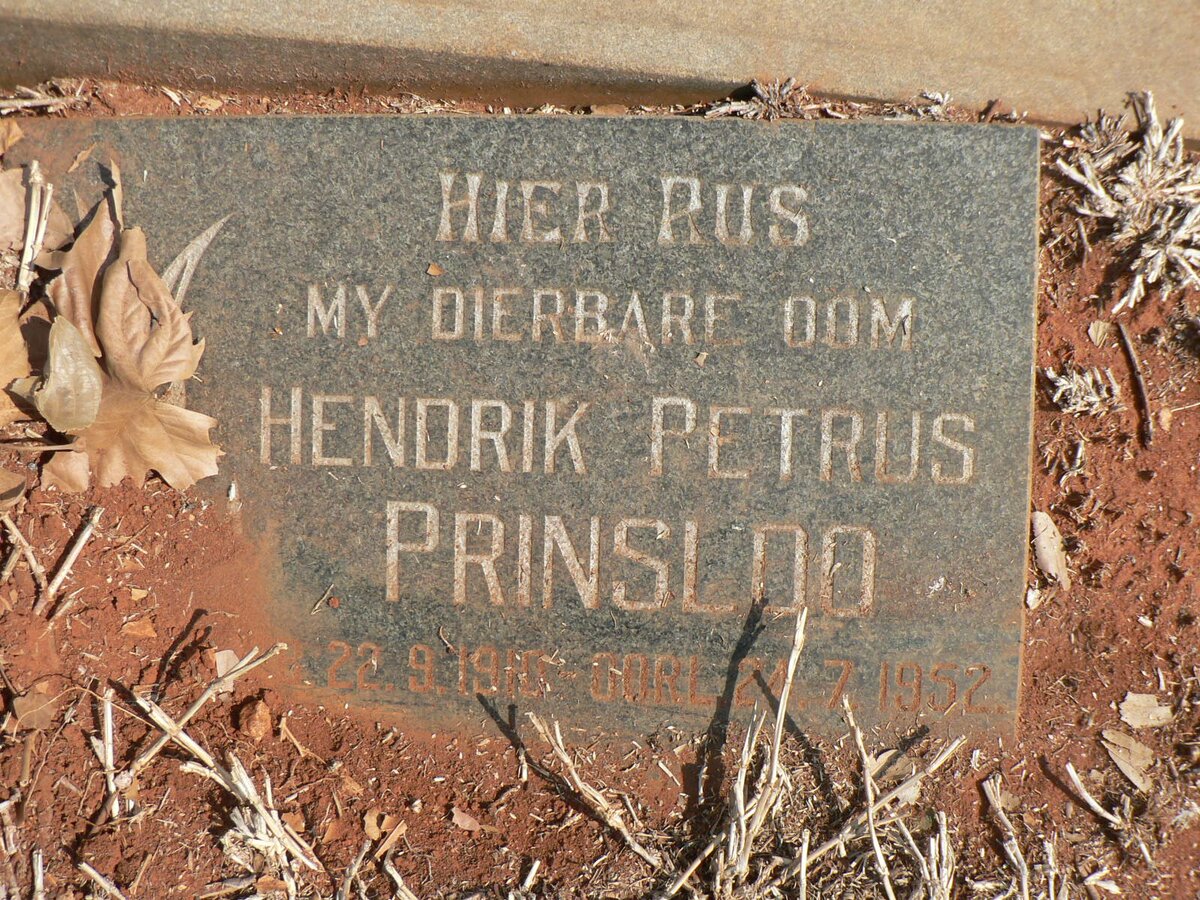 HIER RUS
MY DIERBARE OOM
HENDRIK PETRUS
PRINSLOO
22.9.1910 - OORL. 24.7.1952.